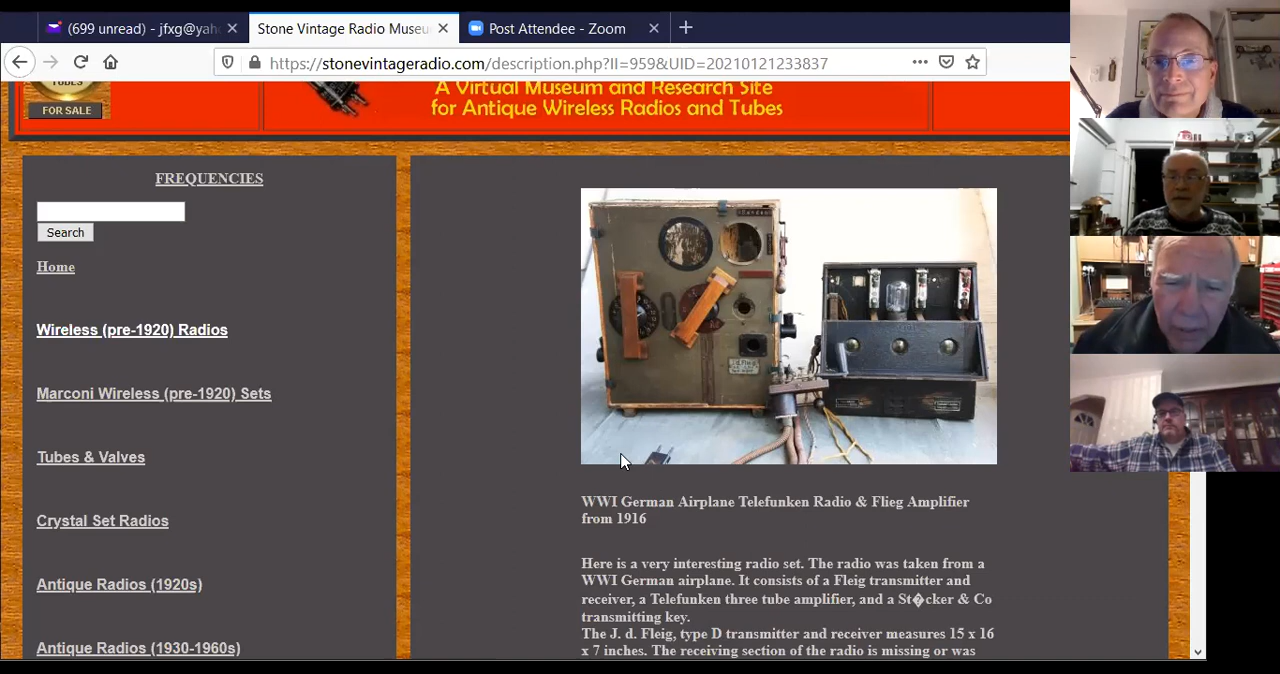 (699 unread) - jfxg@yah
Stone Vintage Radio Museu
Post Attendee - Zoom
https://stonevintageradio.com/description.php?II=959&UID=20210121233837
TUBES
FOR SALE
A Virtual Museum and Research Site
for Antique Wireless Radios and Tubes
FREQUENCIES
Search
Home
Wireless (pre-1920) Radios
Marconi Wireless (pre-1920) Sets
Tubes & Valves
Crystal Set Radios
Antique Radios (1920s)
Antique Radios (1930-1960s)
WWI German Airplane Telefunken Radio & Flieg Amplifier
from 1916
Here is a very interesting radio set. The radio was taken from a
WWI German airplane. It consists of a Fleig transmitter and
receiver, a Telefunken three tube amplifier, and a St�cker & Co
transmitting key.
The J. d. Fleig, type D transmitter and receiver measures 15 x 16
x 7 inches. The receiving section of the radio is missing or was